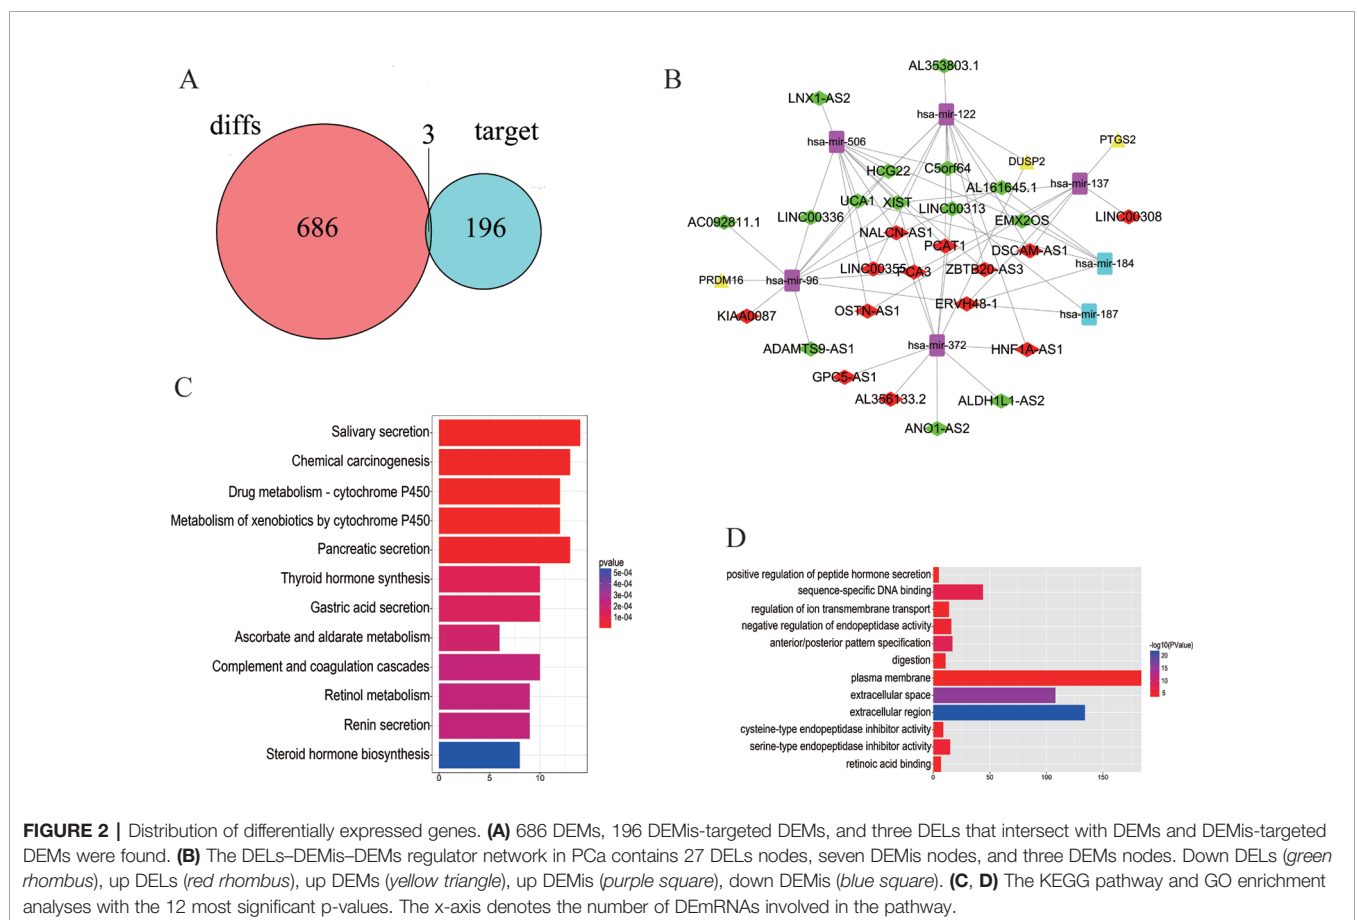 A
diffs
3
target
686
196
B
AL353803.1
LNX1-AS2
hsa-mir-122
hsa-mir-506
PTGS2
DUSP2
HCG22
C5orf64
AL161645.1
hsa-mir-137
UCA1
XIST
LINC00313
AC092811.1
LINC00336
EMX2OS
LINC00308
NALCN-AS1
PCAT1
DSCAM-AS1
hsa-mir-184
LINC00355
PCA3
ZBTB20-AS3
PRDM16
hsa-mir-96
KIAA0087
OSTN-AS1
ERVH48-1
hsa-mir-187
ADAMTS9-AS1
hsa-mir-372
HNF1A-AS1
GPC5-AS1
AL356133.2
ALDH1L1-AS2
ANO1-AS2
C
Salivary secretion
Chemical carcinogenesis
Drug metabolism - cytochrome P450
Metabolism of xenobiotics by cytochrome P450
Pancreatic secretion
Thyroid hormone synthesis
Gastric acid secretion
Ascorbate and aldarate metabolism
Complement and coagulation cascades
Retinol metabolism
Renin secretion
Steroid hormone biosynthesis
0 5 10
pvalue
5e-04
4e-04
3e-04
2e-04
1e-04
D
positive regulation of peptide hormone secretion
sequence-specific DNA binding
regulation of ion transmembrane transport
negative regulation of endopeptidase activity
anterior/posterior pattern specification
digestion
plasma membrane
extracellular space
extracellular region
cysteine-type endopeptidase inhibitor activity
serine-type endopeptidase inhibitor activity
retinoic acid binding
0 50 100 150
-log10(PValue)
20
15
10
5
FIGURE 2 | Distribution of differentially expressed genes. (A) 686 DEMs, 196 DEMis-targeted DEMs, and three DELs that intersect with DEMs and DEMis-targeted
DEMs were found. (B) The DELs–DEMis–DEMs regulator network in PCa contains 27 DELs nodes, seven DEMis nodes, and three DEMs nodes. Down DELs (green
rhombus), up DELs (red rhombus), up DEMs (yellow triangle), up DEMis (purple square), down DEMis (blue square). (C, D) The KEGG pathway and GO enrichment
analyses with the 12 most significant p-values. The x-axis denotes the number of DEmRNAs involved in the pathway.